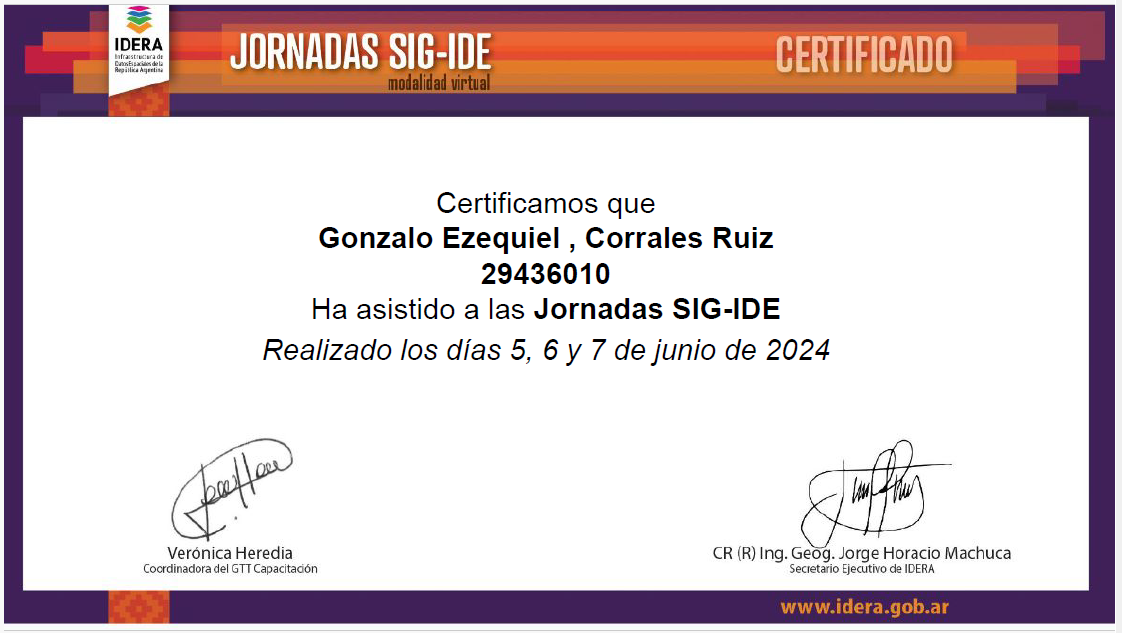 IDERA
Infraestructura de
Datos Espaciales de la
República Argentina
JORNADAS SIG-IDE
modalidad virtual
CERTIFICADO
Certificamos que
Gonzalo Ezequiel , Corrales Ruiz
29436010
Ha asistido a las Jornadas SIG-IDE
Realizado los días 5, 6 y 7 de junio de 2024
Verónica Heredia
Coordinadora del GTT Capacitación
CR (R) Ing. Geog. Jorge Horacio Machuca
Secretario Ejecutivo de IDERA
www.idera.gob.ar